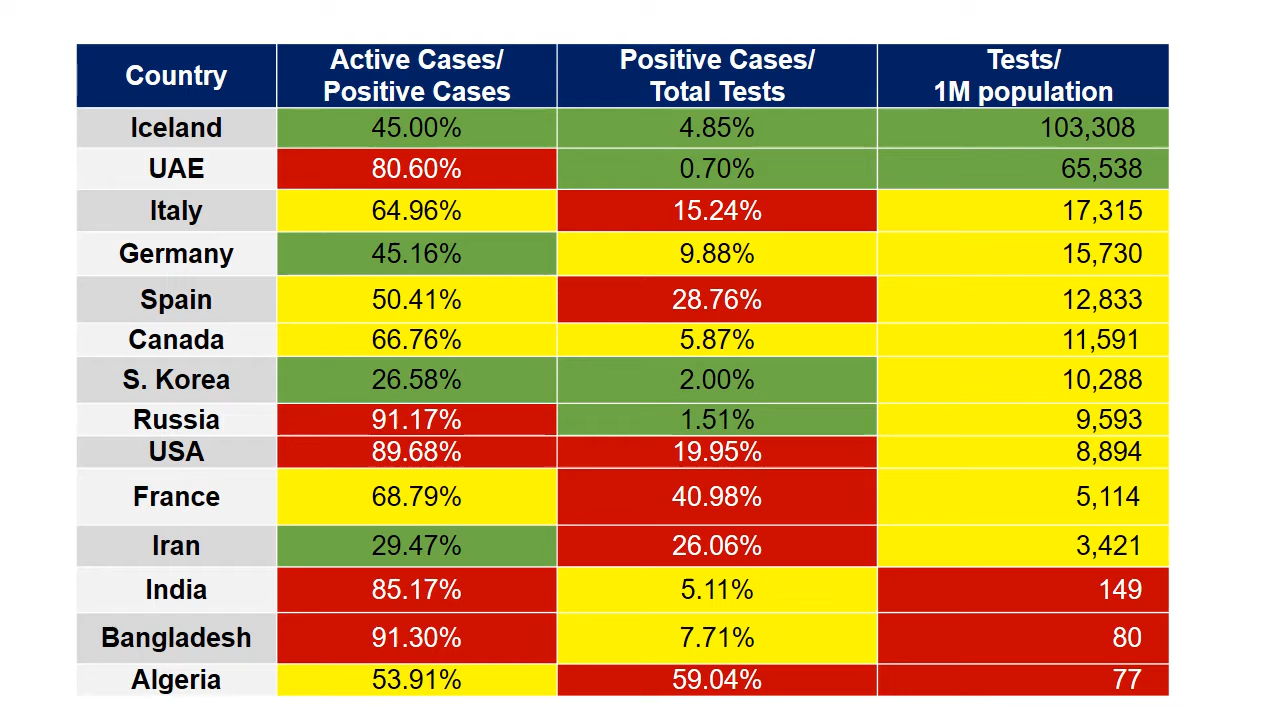 Country Active Cases/ Positive Cases/ Tests/
Positive Cases Total Tests 1M population
Iceland 45.00% 4.85% 103,308
UAE 80.60% 0.70% 65,538
Italy 64.96% 15.24% 17,315
Germany 45.16% 9.88% 15,730
Spain 50.41% 28.76% 12,833
Canada 66.76% 5.87% 11,591
S. Korea 26.58% 2.00% 10,288
Russia 91.17% 1.51% 9,593
USA 89.68% 19.95% 8,894
France 68.79% 40.98% 5,114
Iran 29.47% 26.06% 3,421
India 85.17% 5.11% 149
Bangladesh 91.30% 7.71% 80
Algeria 53.91% 59.04% 77